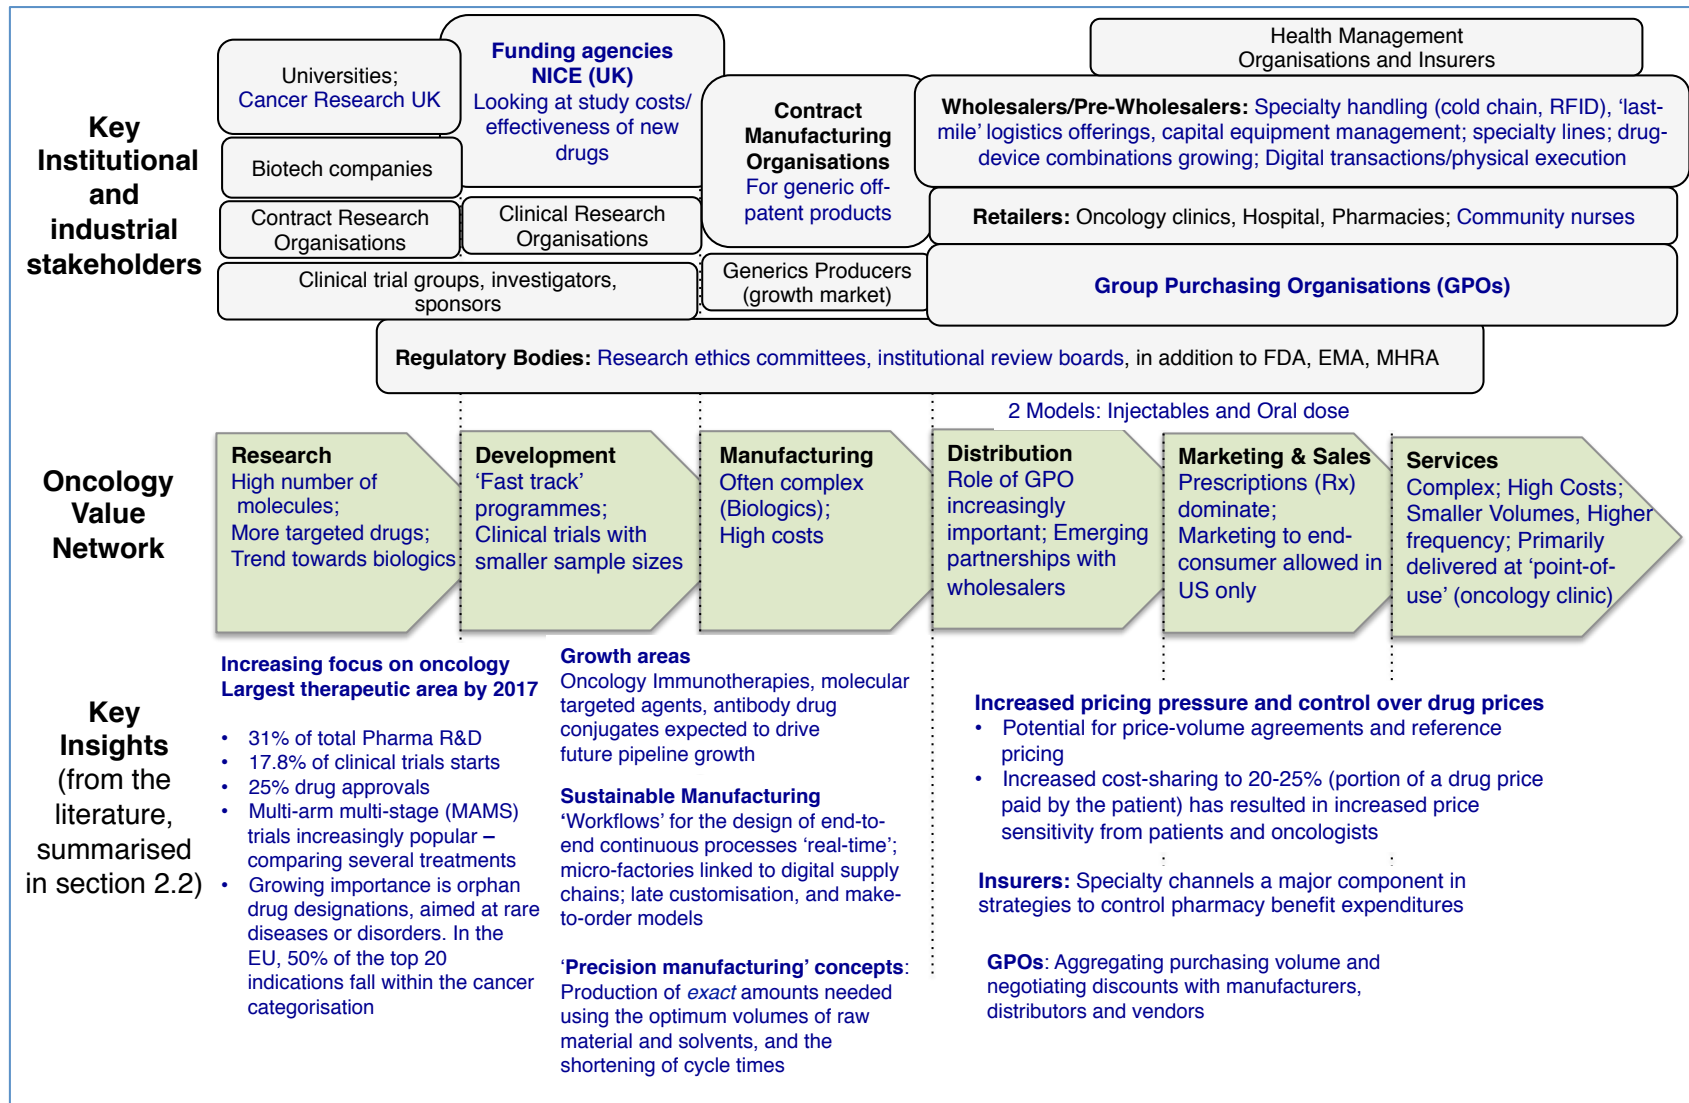 Key
Institutional
and
industrial
stakeholders
Universities;
Cancer Research UK
Biotech companies
Contract Research
Organisations
Funding agencies
NICE (UK)
Looking at study costs/
effectiveness of new
drugs
Clinical Research
Organisations
Clinical trial groups, investigators,
sponsors
Contract
Manufacturing
Organisations
For generic off-
patent products
Generics Producers
(growth market)
Health Management
Organisations and Insurers
Wholesalers/Pre-Wholesalers: Specialty handling (cold chain, RFID), ‘last-
mile’ logistics offerings, capital equipment management; specialty lines; drug-
device combinations growing; Digital transactions/physical execution
Retailers: Oncology clinics, Hospital, Pharmacies; Community nurses
Group Purchasing Organisations (GPOs)
Regulatory Bodies: Research ethics committees, institutional review boards, in addition to FDA, EMA, MHRA
2 Models: Injectables and Oral dose
Oncology
Value
Network
Research
High number of
molecules;
More targeted drugs;
Trend towards biologics
Development
‘Fast track’
programmes;
Clinical trials with
smaller sample sizes
Manufacturing
Often complex
(Biologics);
High costs
Distribution
Role of GPO
increasingly
important; Emerging
partnerships with
wholesalers
Marketing & Sales
Prescriptions (Rx)
dominate;
Marketing to end-
consumer allowed in
US only
Services
Complex; High Costs;
Smaller Volumes, Higher
frequency; Primarily
delivered at ‘point-of-
use’ (oncology clinic)
Key
Insights
(from the
literature,
summarised
in section 2.2)
Increasing focus on oncology
Largest therapeutic area by 2017
• 31% of total Pharma R&D
• 17.8% of clinical trials starts
• 25% drug approvals
• Multi-arm multi-stage (MAMS)
trials increasingly popular –
comparing several treatments
• Growing importance is orphan
drug designations, aimed at rare
diseases or disorders. In the
EU, 50% of the top 20
indications fall within the cancer
categorisation
Growth areas
Oncology Immunotherapies, molecular
targeted agents, antibody drug
conjugates expected to drive
future pipeline growth
Sustainable Manufacturing
‘Workflows’ for the design of end-to-
end continuous processes ‘real-time’;
micro-factories linked to digital supply
chains; late customisation, and make-
to-order models
‘Precision manufacturing’ concepts:
Production of exact amounts needed
using the optimum volumes of raw
material and solvents, and the
shortening of cycle times
Increased pricing pressure and control over drug prices
• Potential for price-volume agreements and reference
pricing
• Increased cost-sharing to 20-25% (portion of a drug price
paid by the patient) has resulted in increased price
sensitivity from patients and oncologists
Insurers: Specialty channels a major component in
strategies to control pharmacy benefit expenditures
GPOs: Aggregating purchasing volume and
negotiating discounts with manufacturers,
distributors and vendors